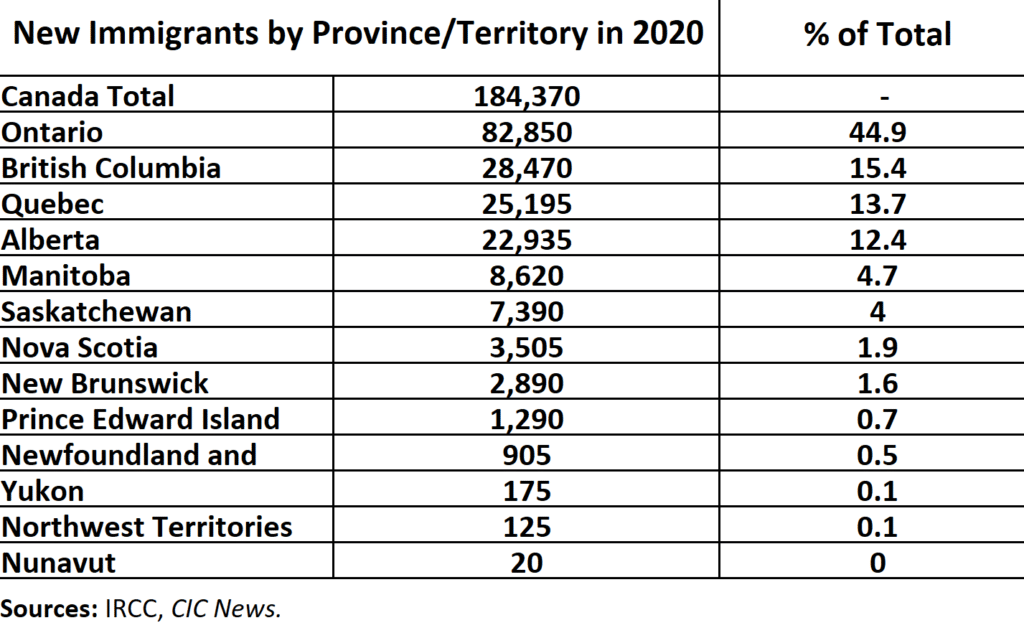 New Immigrants by Province/Territory in 2020 % of Total
Canada Total 184,370 -
Ontario 82,850 44.9
British Columbia 28,470 15.4
Quebec 25,195 13.7
Alberta 22,935 12.4
Manitoba 8,620 4.7
Saskatchewan 7,390 4
Nova Scotia 3,505 1.9
New Brunswick 2,890 1.6
Prince Edward Island 1,290 0.7
Newfoundland and 905 0.5
Yukon 175 0.1
Northwest Territories 125 0.1
Nunavut 20 0
Sources: IRCC, CIC News.